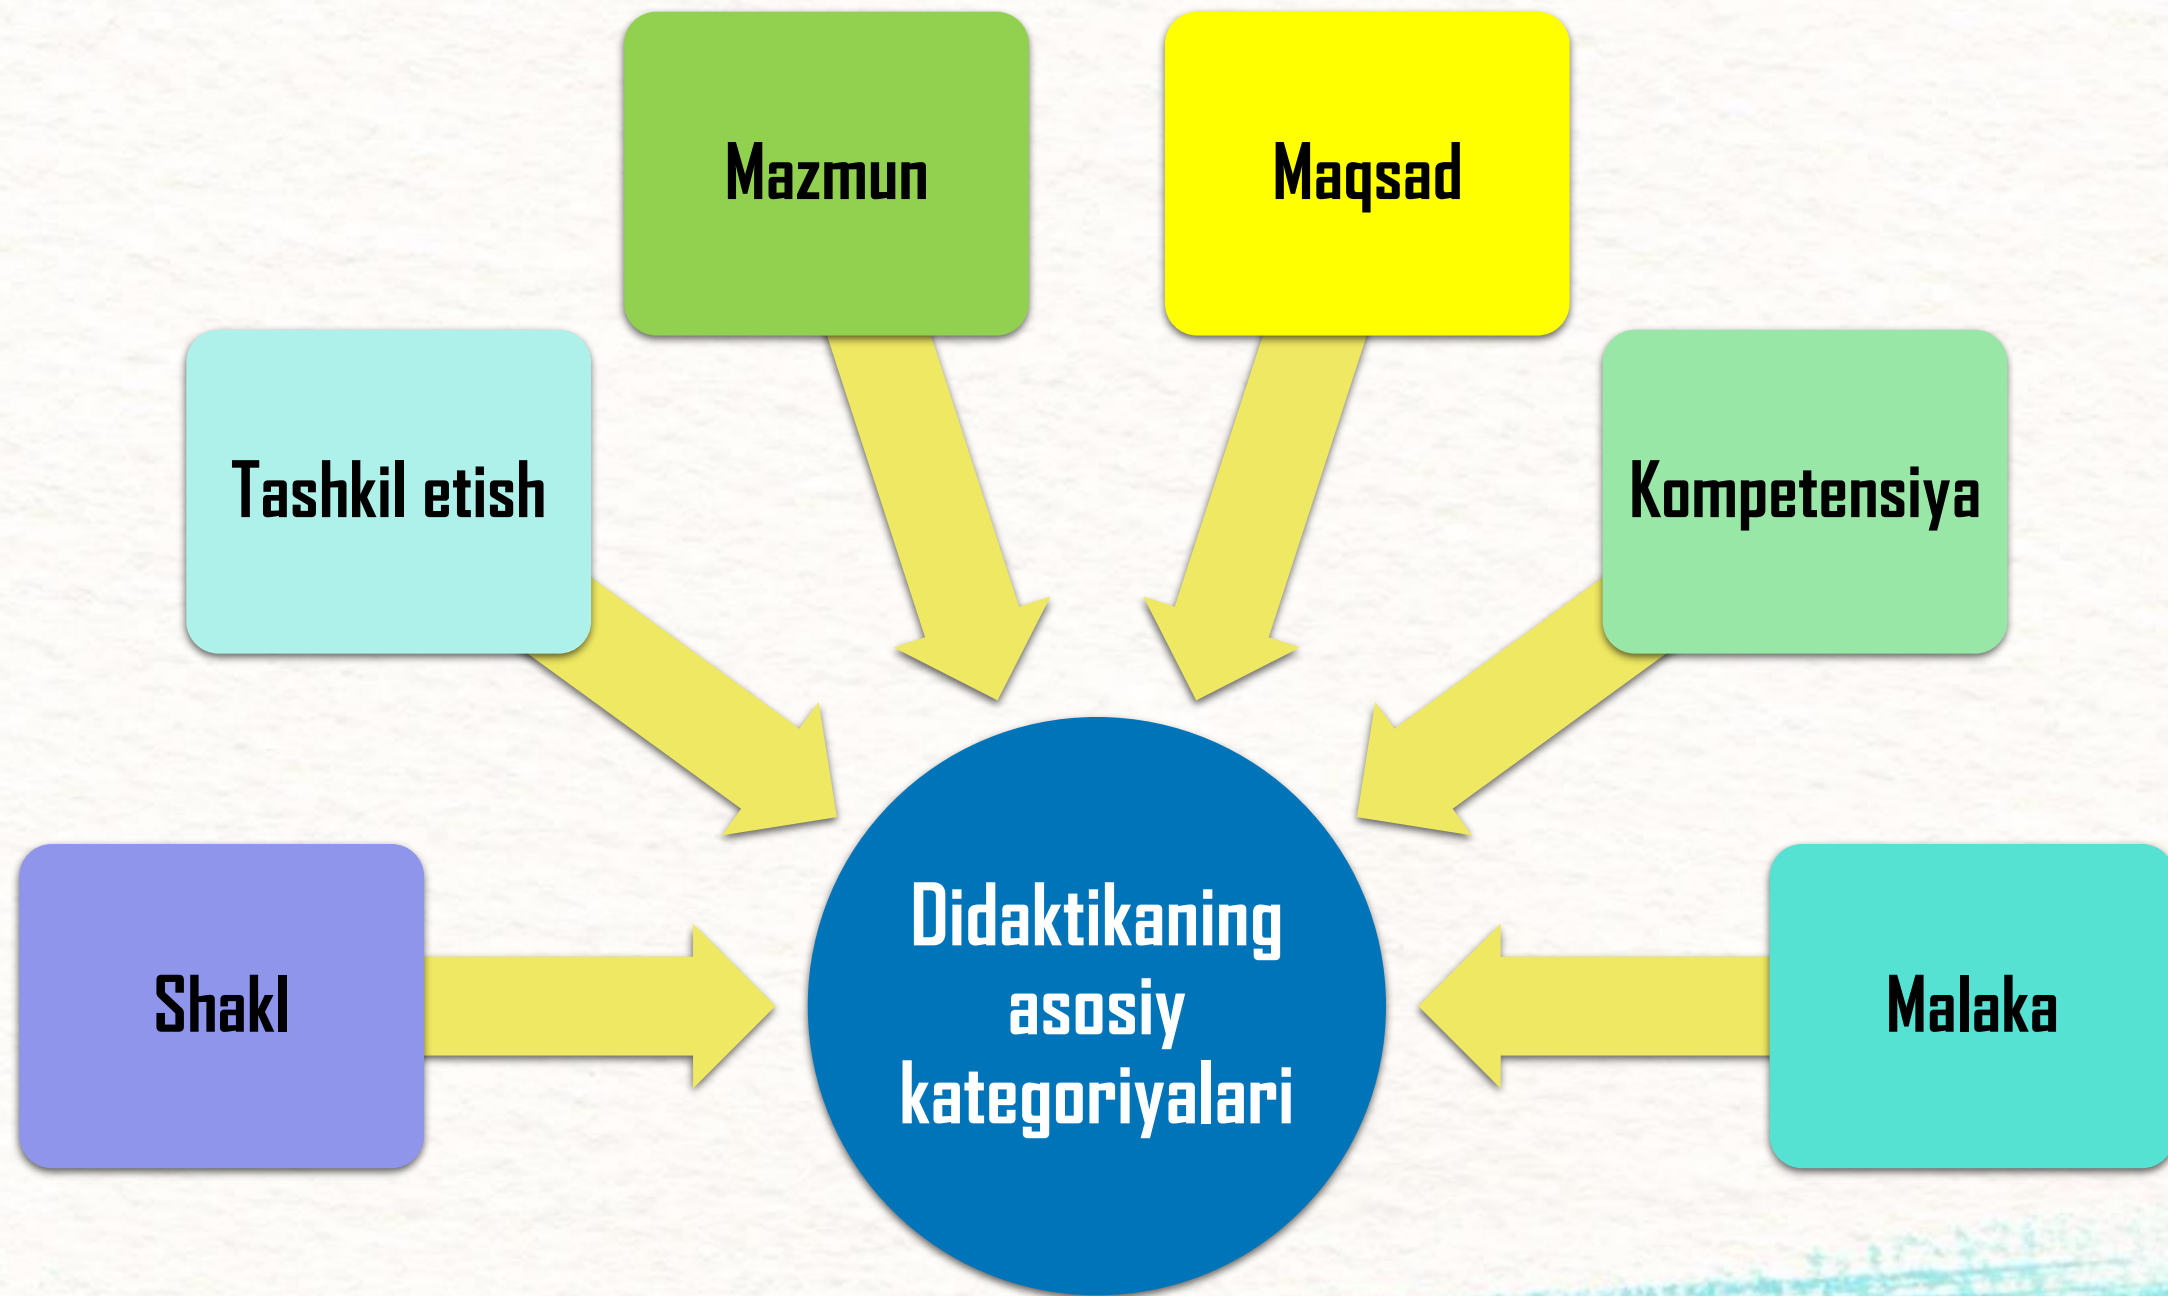 Mazmun
Maqsad
Tashkil etish
Kompetensiya
Shakl
Didaktikaning
asosiy
kategoriyalari
Malaka